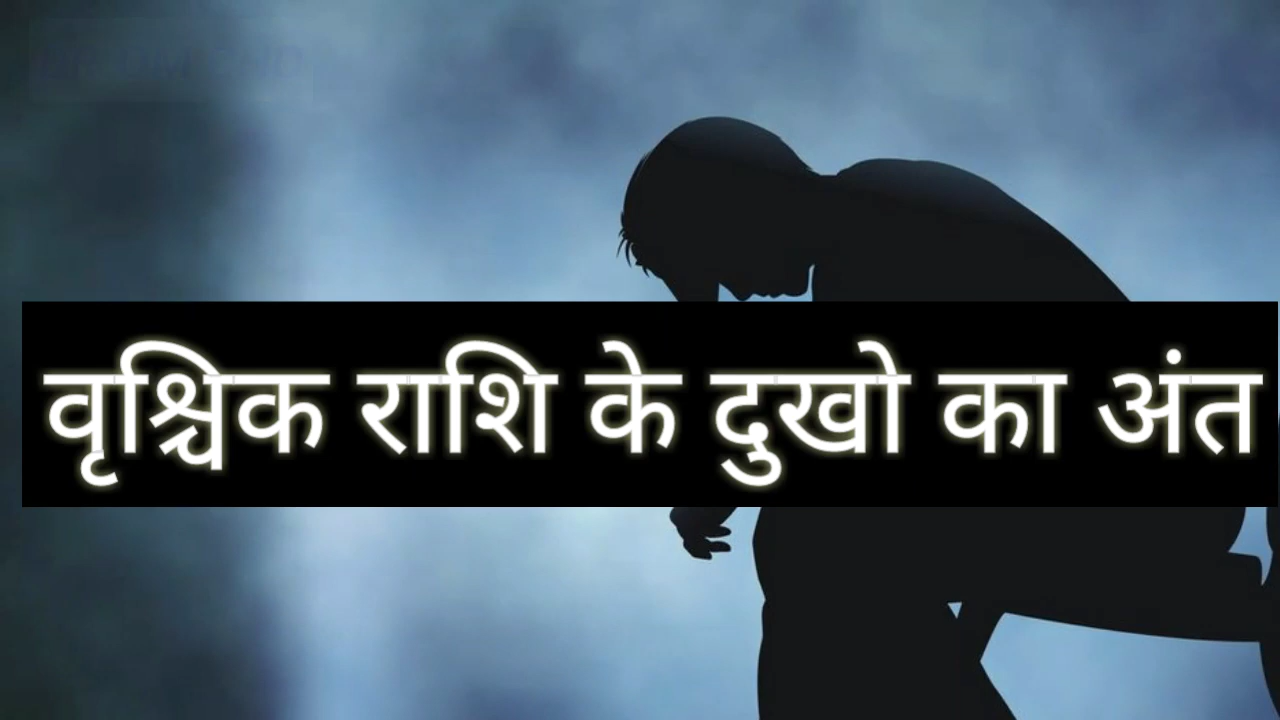 वृश्चिक राशि के दुखो का अंत